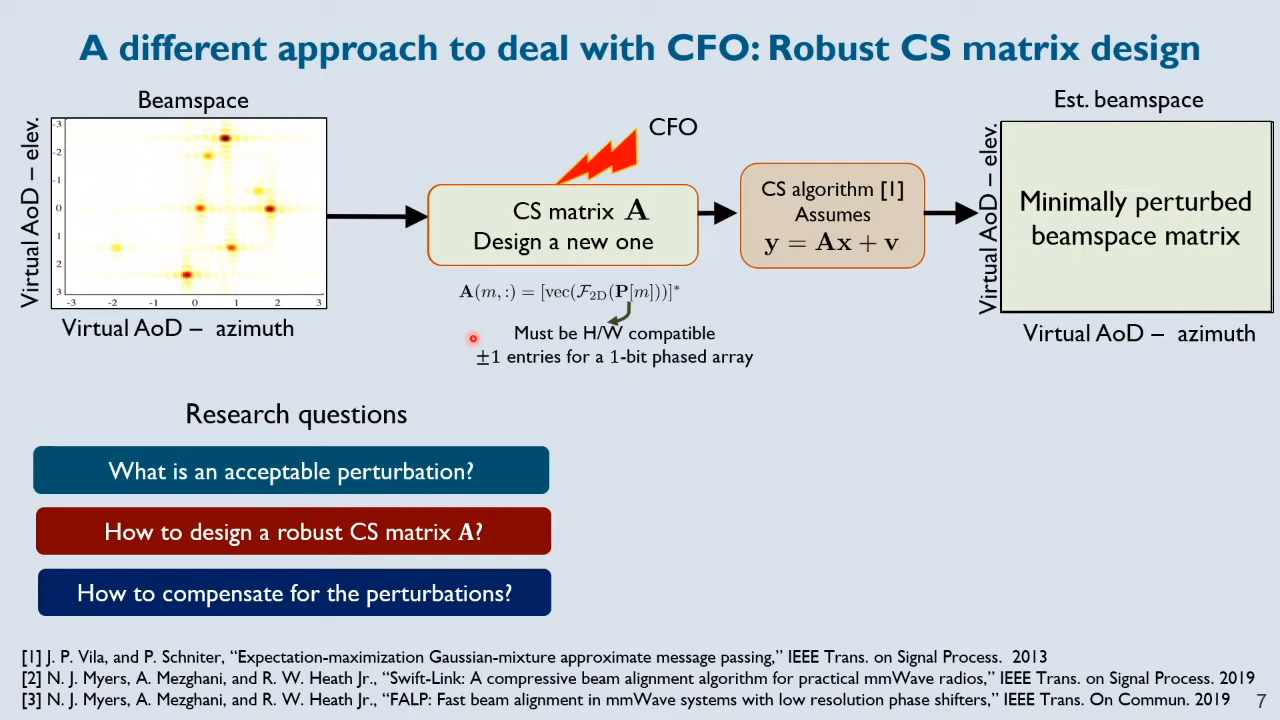 A different approach to deal with CFO: Robust CS matrix design
Beamspace
Virtual AoD – elev.
-3
-2
-1
0
1
2
3
-3 -2 -1 0 1 2 3
Virtual AoD – azimuth
CFO
CS matrix A
Design a new one
A(m,:) = [vec(ℱ2D(P[m]))]*
Must be H/W compatible
±1 entries for a 1-bit phased array
CS algorithm [1]
Assumes
y = Ax + v
Est. beamspace
Virtual AoD – elev.
Minimally perturbed
beamspace matrix
Virtual AoD – azimuth
Research questions
What is an acceptable perturbation?
How to design a robust CS matrix A?
How to compensate for the perturbations?
[1] J. P. Vila, and P. Schniter, “Expectation-maximization Gaussian-mixture approximate message passing,” IEEE Trans. on Signal Process. 2013
[2] N. J. Myers, A. Mezghani, and R. W. Heath Jr., “Swift-Link: A compressive beam alignment algorithm for practical mmWave radios,” IEEE Trans. on Signal Process. 2019
[3] N. J. Myers, A. Mezghani, and R. W. Heath Jr., “FALP: Fast beam alignment in mmWave systems with low resolution phase shifters,” IEEE Trans. On Commun. 2019
7